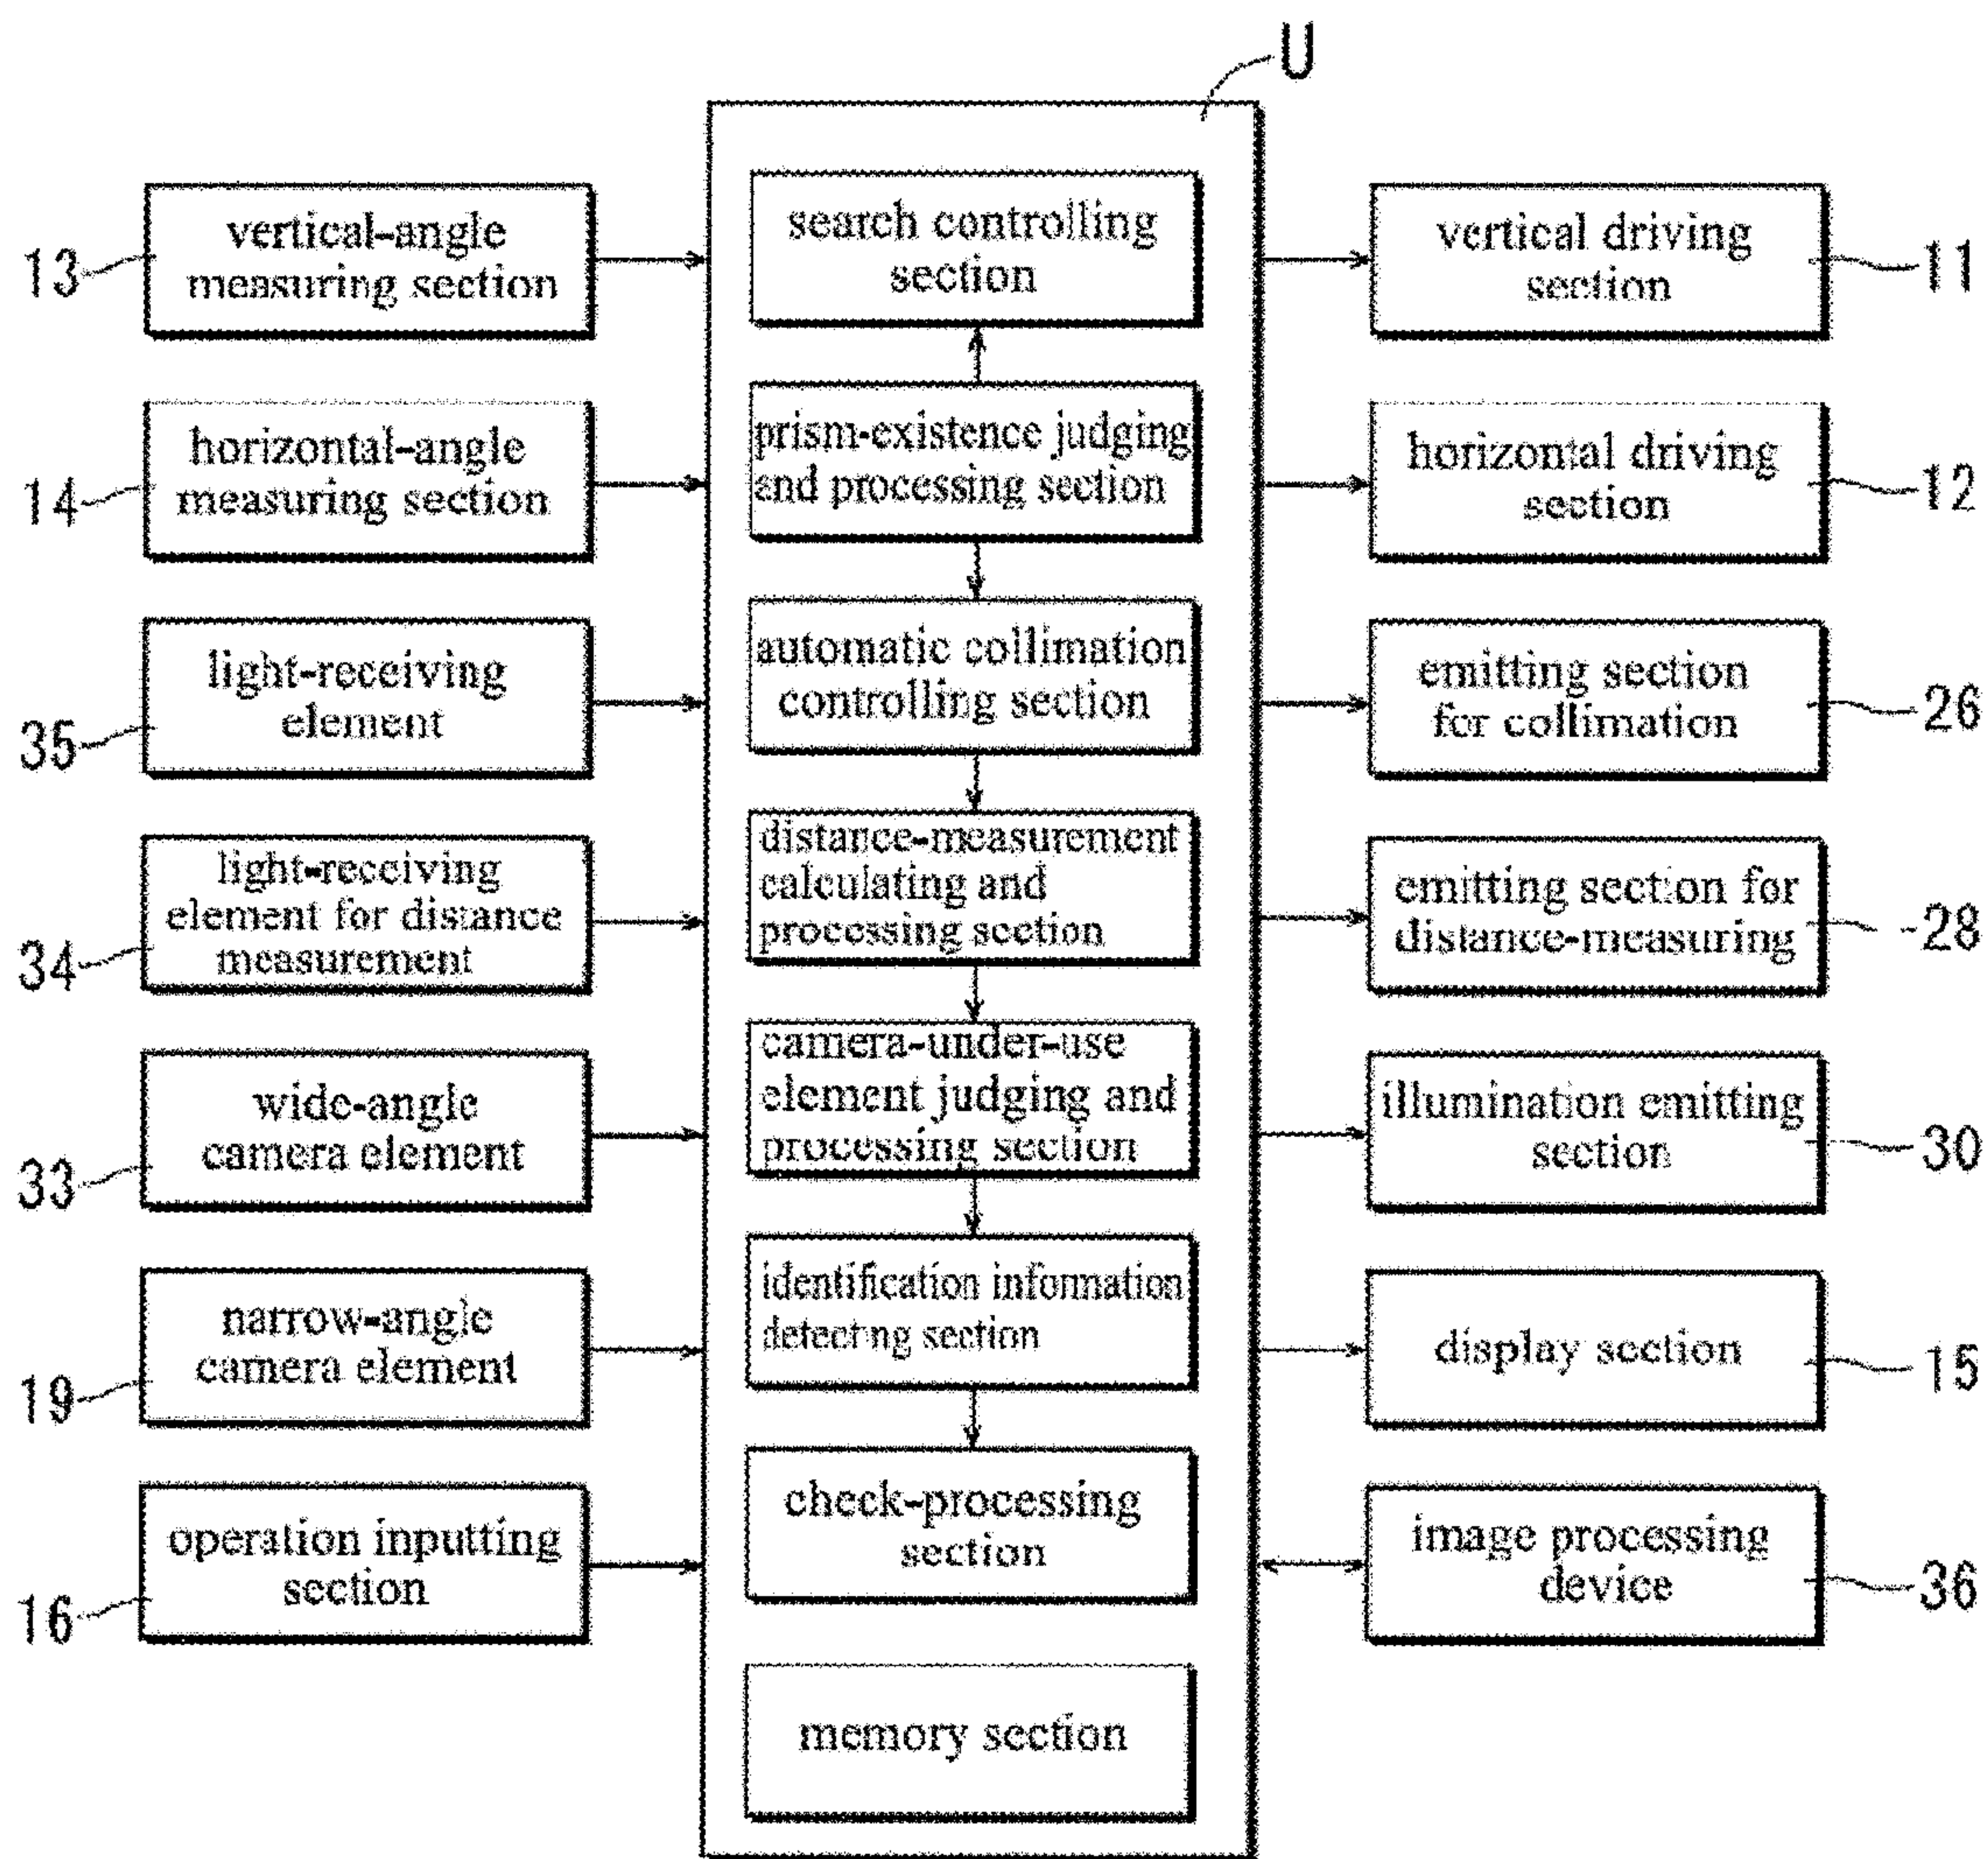 U
13
vertical-angle
measuring section
14
horizontal-angle
measuring section
35
light-receiving
element
34
light-receiving
element for distance
measurement
33
wide-angle
camera element
19
narrow-angle
camera element
16
operation inputting
section
search controlling
section
prism-existence judging
and processing section
automatic collimation
controlling section
distance-measurement
calculating and
processing section
camera-under-use
element judging and
processing section
identification information
detecting section
check-processing
section
memory section
vertical driving
section
11
horizontal driving
section
12
emitting section
for collimation
26
emitting section for
distance-measuring
28
illumination emitting
section
30
display section
15
image processing
device
36